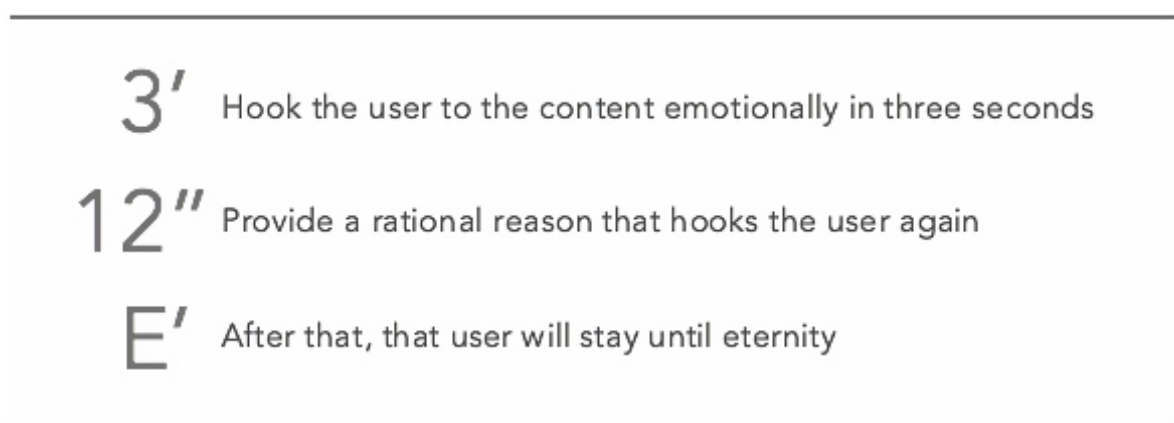 3′ Hook the user to the content emotionally in three seconds
12″ Provide a rational reason that hooks the user again
E′ After that, that user will stay until eternity